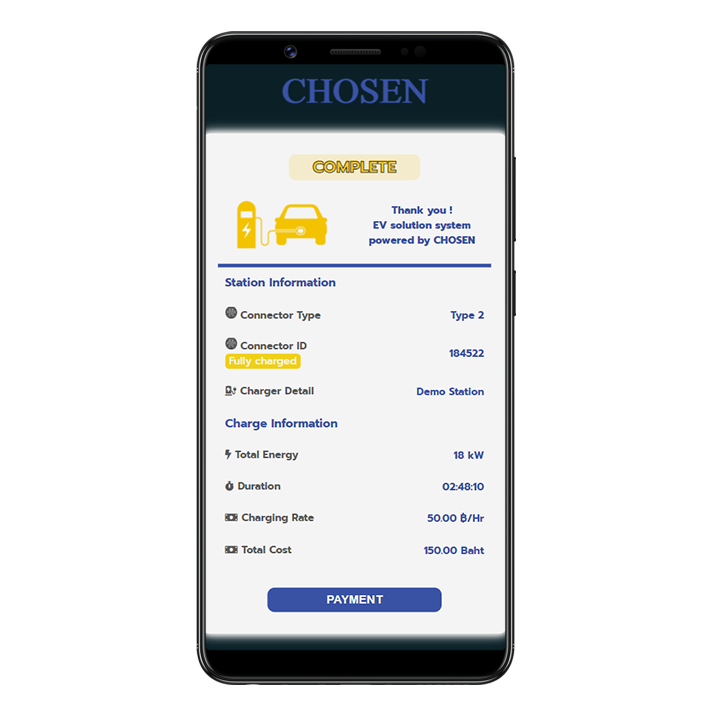 CHOSEN
COMPLETE
Thank you !
EV solution system
powered by CHOSEN
Station Information
Connector Type Type 2
Connector ID 184522
Fully charged
Charger Detail Demo Station
Charge Information
Total Energy 18 kW
Duration 02:48:10
Charging Rate 50.00 ฿/Hr
Total Cost 150.00 Baht
PAYMENT